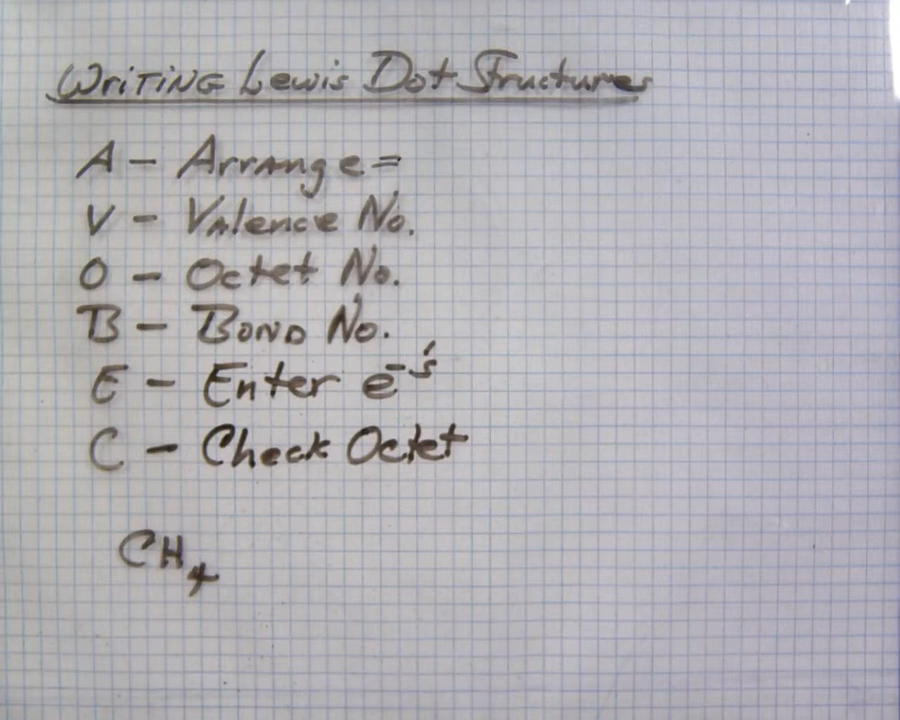 Writing Lewis Dot Structures
A - Arrange =
V - Valence No.
O - Octet No.
B - Bond No.
E - Enter e⁻'s
C - Check Octet
CH₄